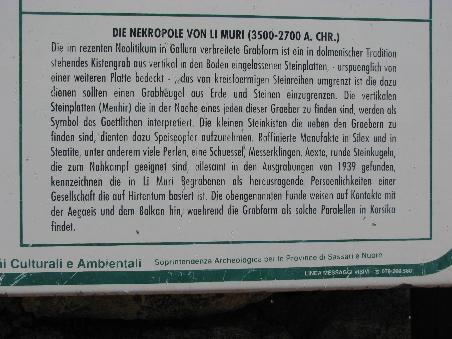 DIE NEKROPOLE VON LI MURI (3500-2700 A. CHR.)
Die im rezenten Neolitikum in Gallura verbreitete Grabform ist ein in dolmenischer Tradition
stehendes Kistengrab aus vertikal in den Boden eingelassenen Steinplatten, - urspuenglich von
einer weiteren Platte bedeckt - ,,das von kreisfoermigen Steinreihen umgrenzt ist die dazu
dienen sollten einen Grabhëugel aus Erde und Steinen einzugrenzen. Die vertikalen
Steinplatten (Menhir) die in der Naehe eines jeden dieser Graeber zu finden sind, werden als
Symbol des Goettlichen interpretiert. Die kleinen Steinkisten die neben den Graebern zu
finden sind, dienten dazu Speiseopfer aufzunehmen. Raffinierte Manufakte in Silex und in
Steatite, unter anderem viele Perlen, eine Schuessel, Messerklingen. Aexte, runde Steinkugeln,
die zum Nahkampf geeignet sind, allesamt in den Ausgrabungen von 1939 gefunden,
kennzeichnen die in Li Muri Begrabenen als herausragende Persoenlichkeiten einer
Gesellschaft die auf Hirtentum basiert ist. Die obengenannten Funde weisen auf Kontakte mit
der Aegaeis und dem Balkan hin, waehrend die Grabform als solche Paralellen in Korsika
findet.
ni Culturali e Ambientali
Soprintendenza Archeologica per le Province di Sassari e Nuoro
LINEA MESSAGGI VISIVI